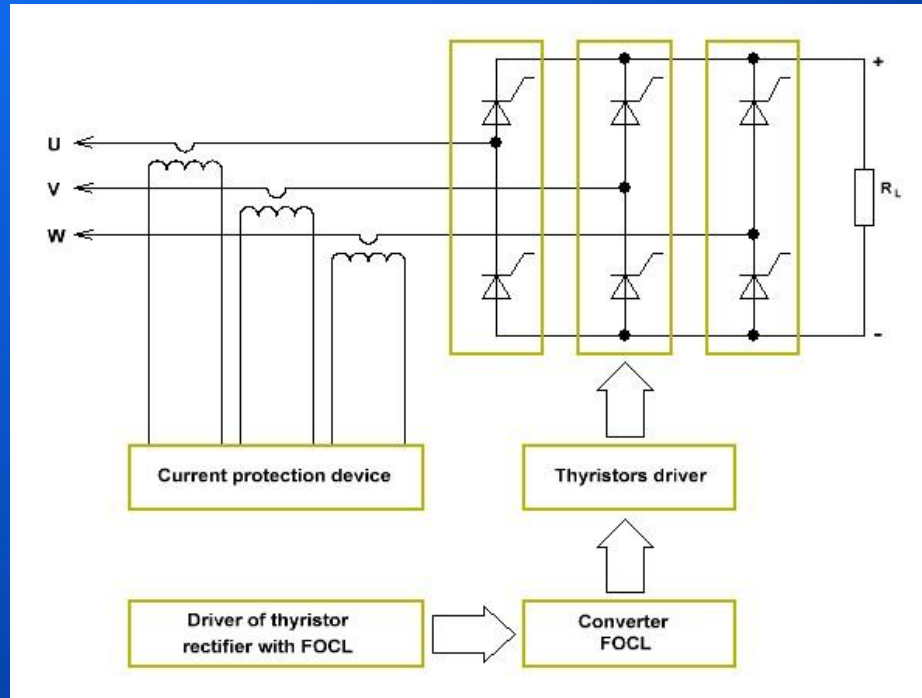 +
U
V
R L
W
-
Current protection device
Thyristors driver
Driver of thyristor
rectifier with FOCL
Converter
FOCL